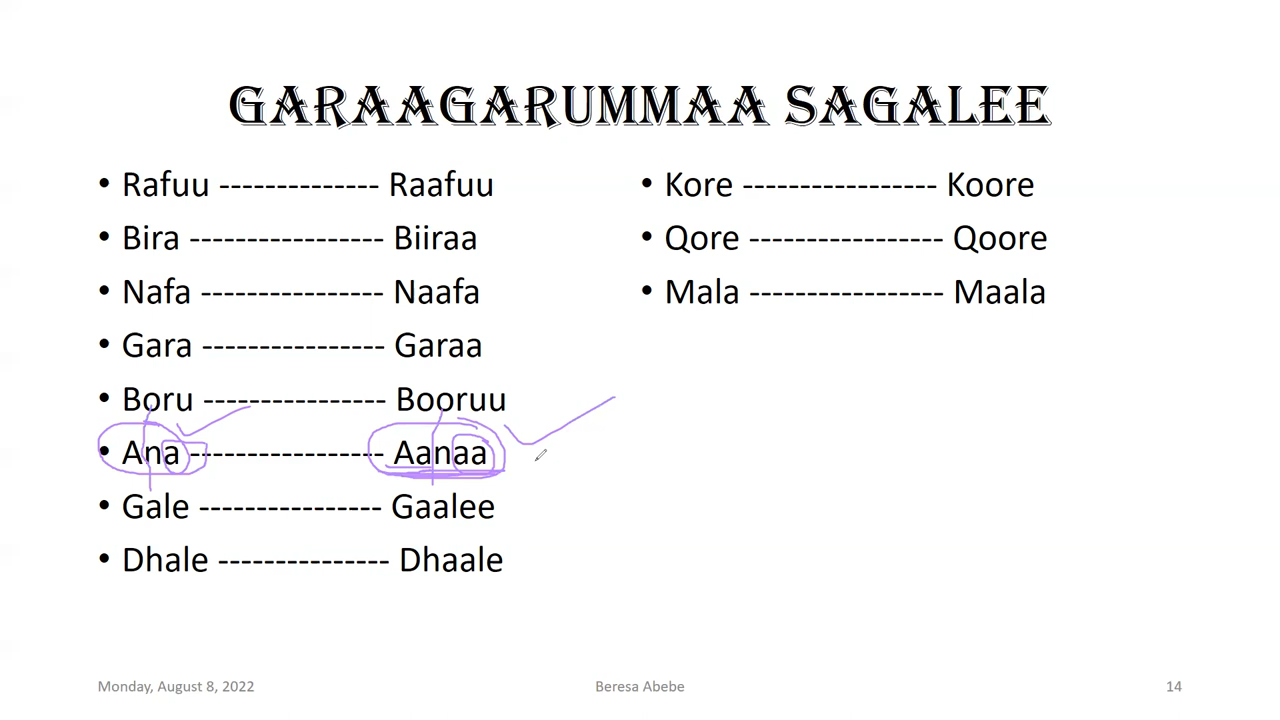 GARAAGARUMMAA SAGALEE
• Rafuu -------------- Raafuu
• Bira ----------------- Biiraa
• Nafa ---------------- Naafa
• Gara ---------------- Garaa
• Boru ---------------- Booruu
• Ana ----------------- Aanaa
• Gale ---------------- Gaalee
• Dhale --------------- Dhaale
• Kore ----------------- Koore
• Qore ----------------- Qoore
• Mala ----------------- Maala
Monday, August 8, 2022
Beresa Abebe
14